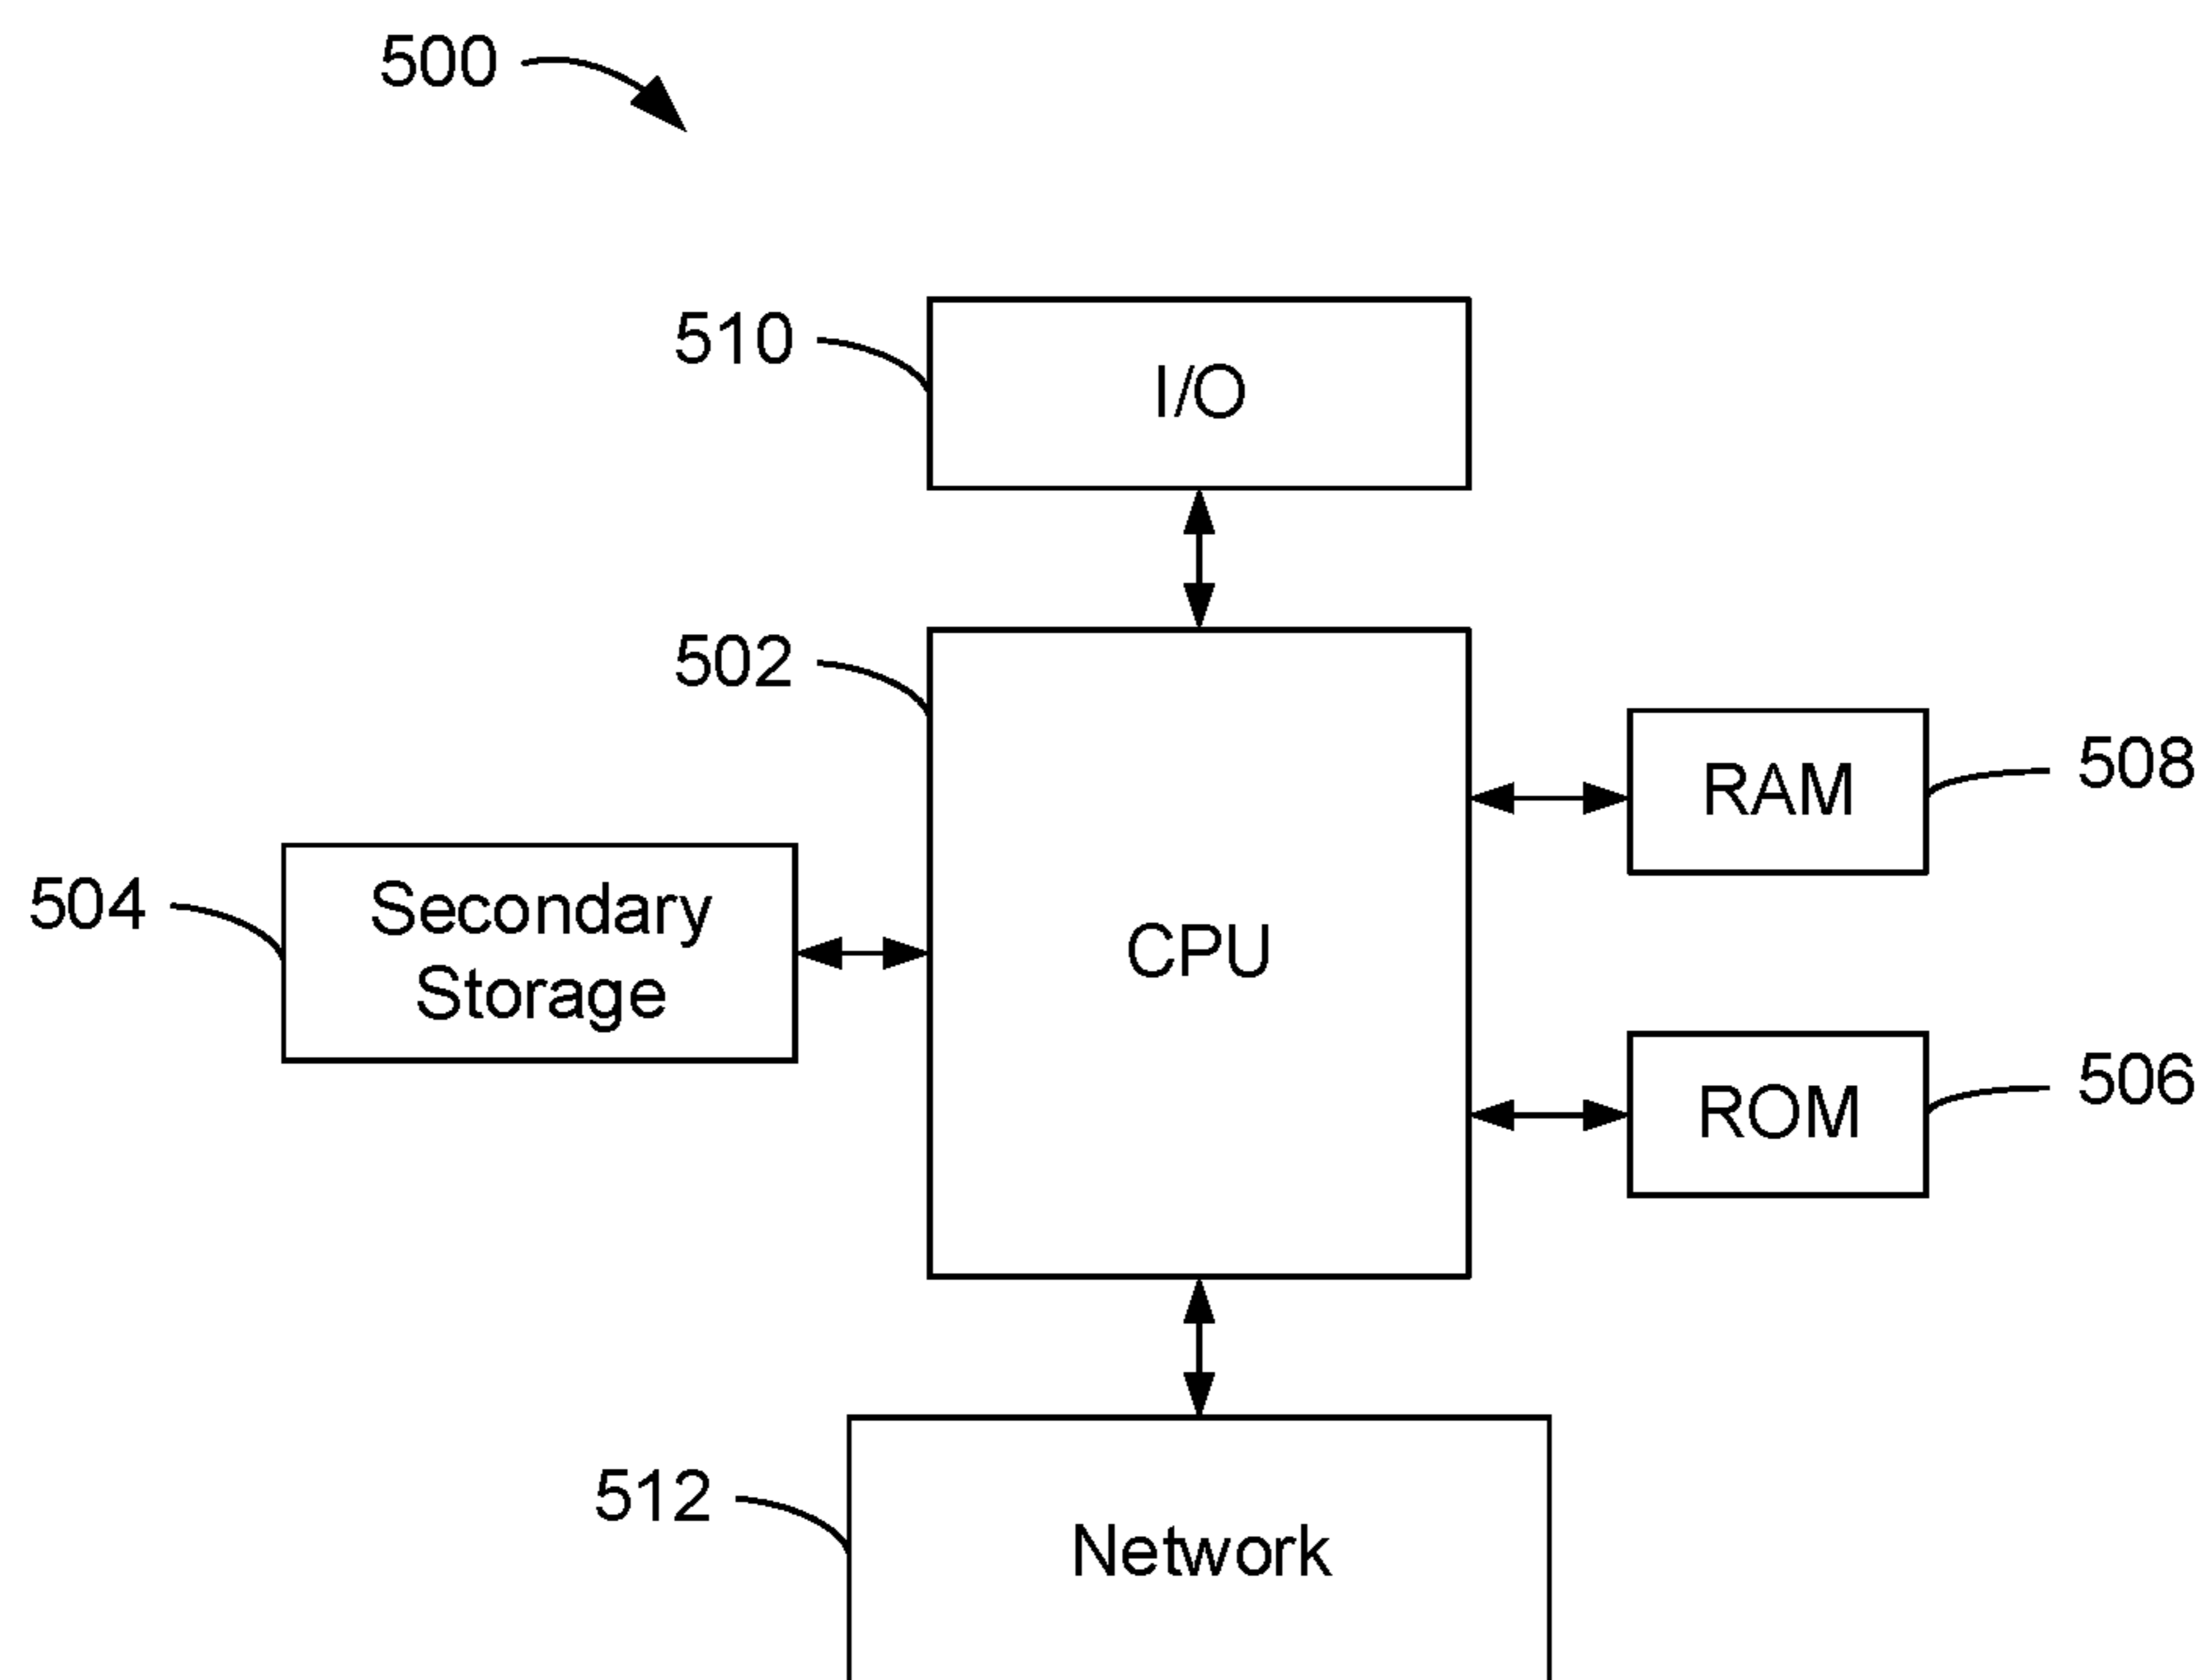 500
510
I/O
502
RAM
508
504
Secondary
Storage
CPU
ROM
506
512
Network